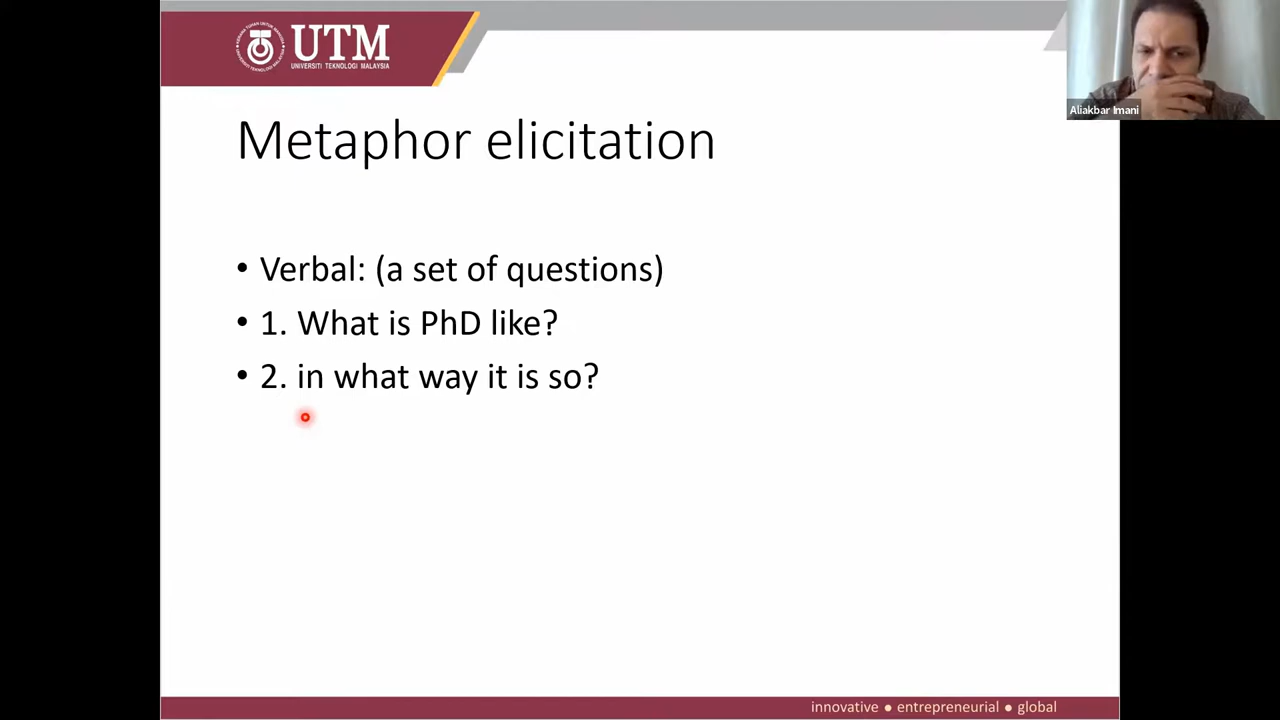 UTM
UNIVERSITI TEKNOLOGI MALAYSIA
Aliakbar Imani
Metaphor elicitation
• Verbal: (a set of questions)
• 1. What is PhD like?
• 2. in what way it is so?
innovative ● entrepreneurial ● global